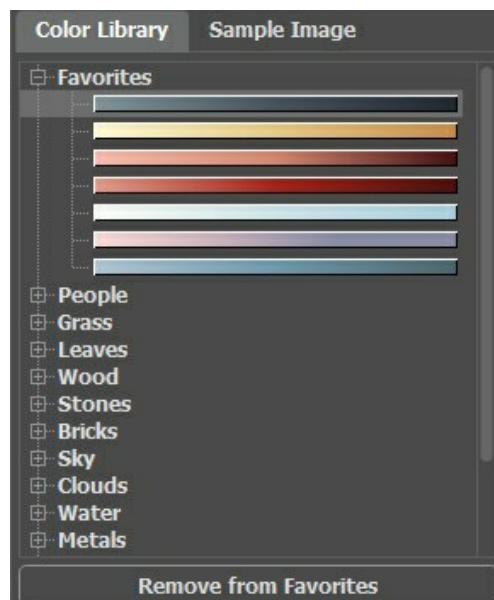 Color Library Sample Image
Favorites
People
Grass
Leaves
Wood
Stones
Bricks
Sky
Clouds
Water
Metals
Remove from Favorites